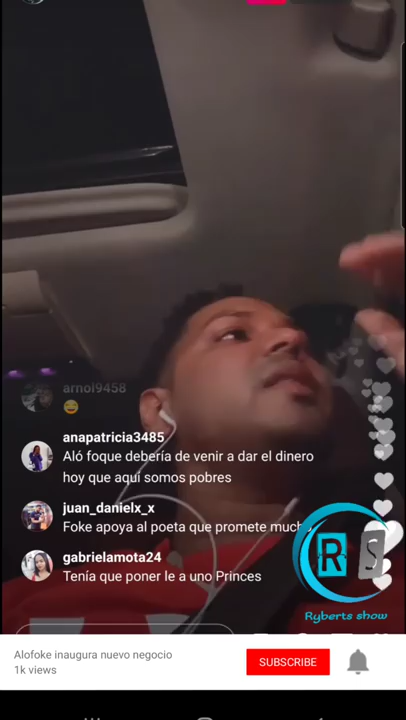 arnol9458
😂
anapatricia3485
Aló foque debería de venir a dar el dinero
hoy que aquí somos pobres
juan_danielx_x
Foke apoya al poeta que promete mucho
gabrielamota24
Tenía que poner le a uno Princes
R S
Ryberts show
Alofoke inaugura nuevo negocio
1k views
SUBSCRIBE